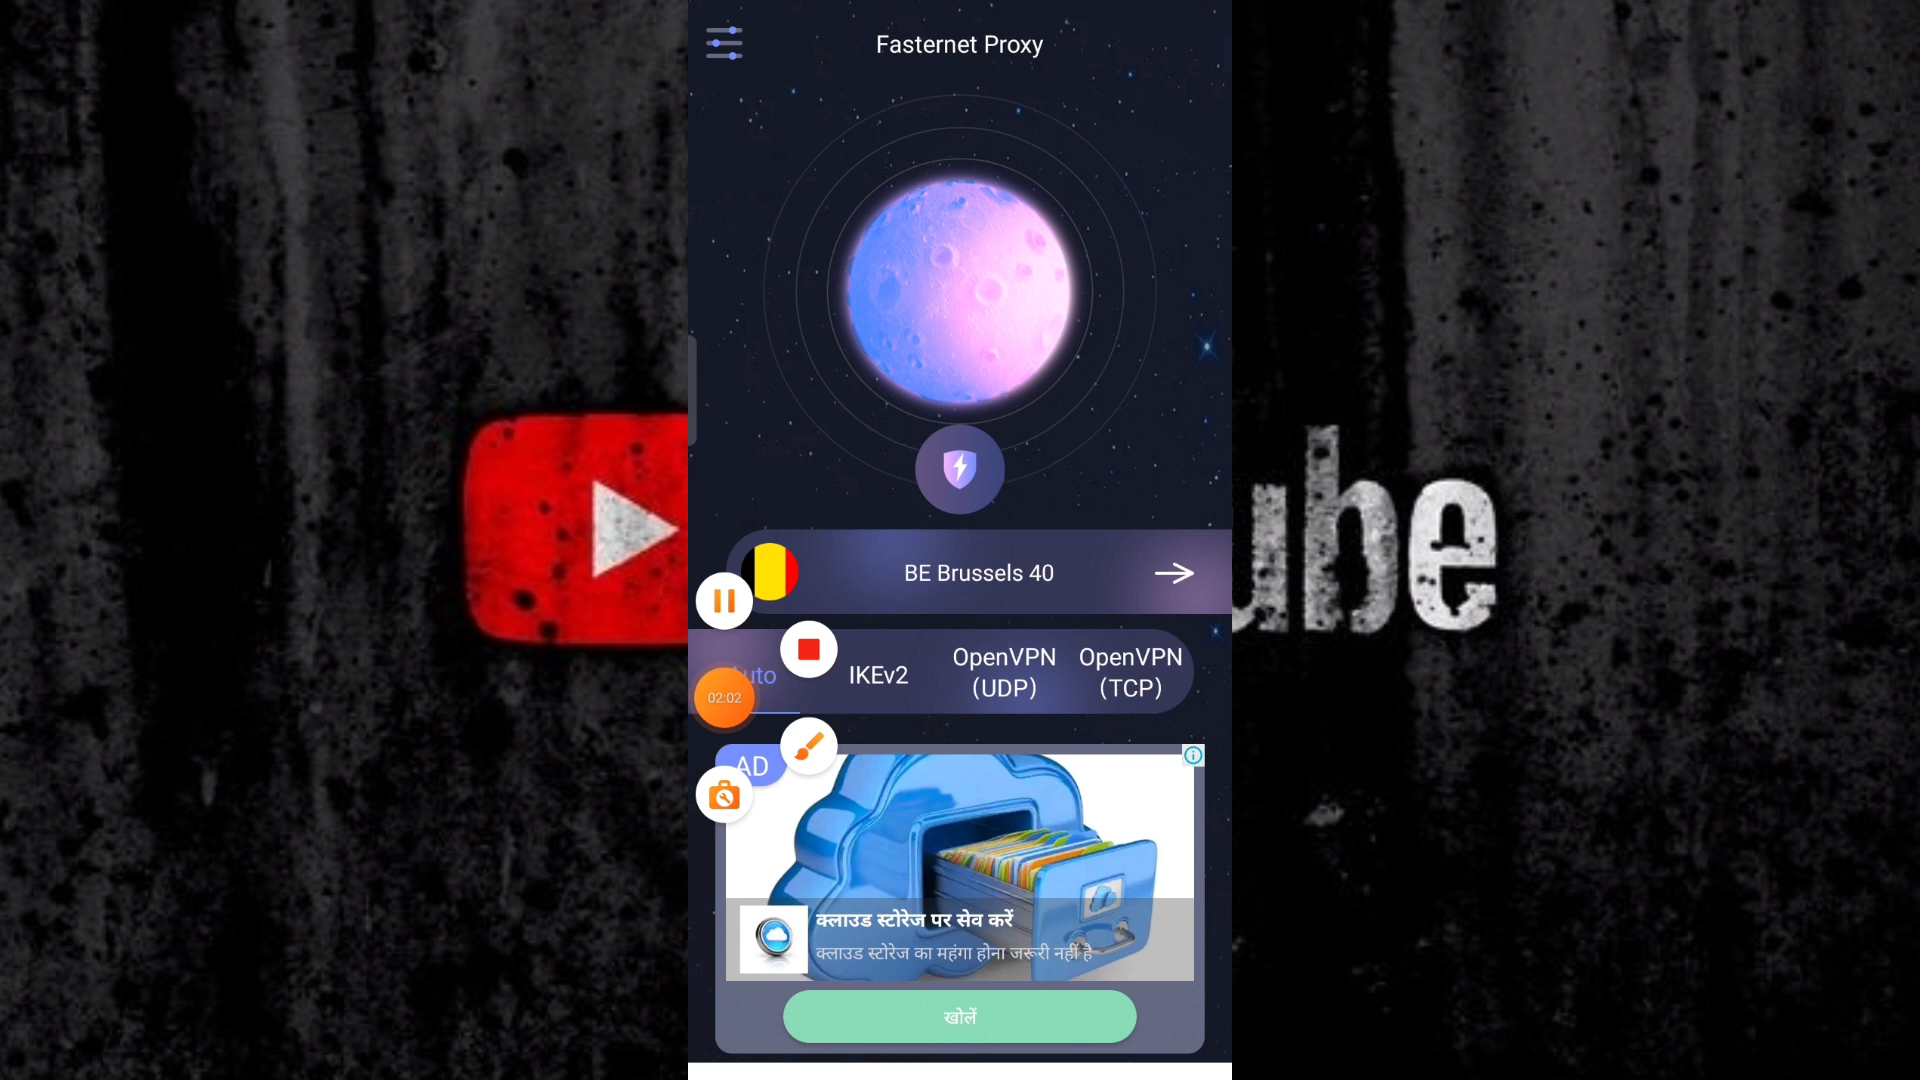 Fasternet Proxy
BE Brussels 40
Auto
IKEv2
OpenVPN
(UDP)
OpenVPN
(TCP)
02:02
AD
क्लाउड स्टोरेज पर सेव करें
क्लाउड स्टोरेज का महंगा होना जरूरी नहीं है
खोलें
ube